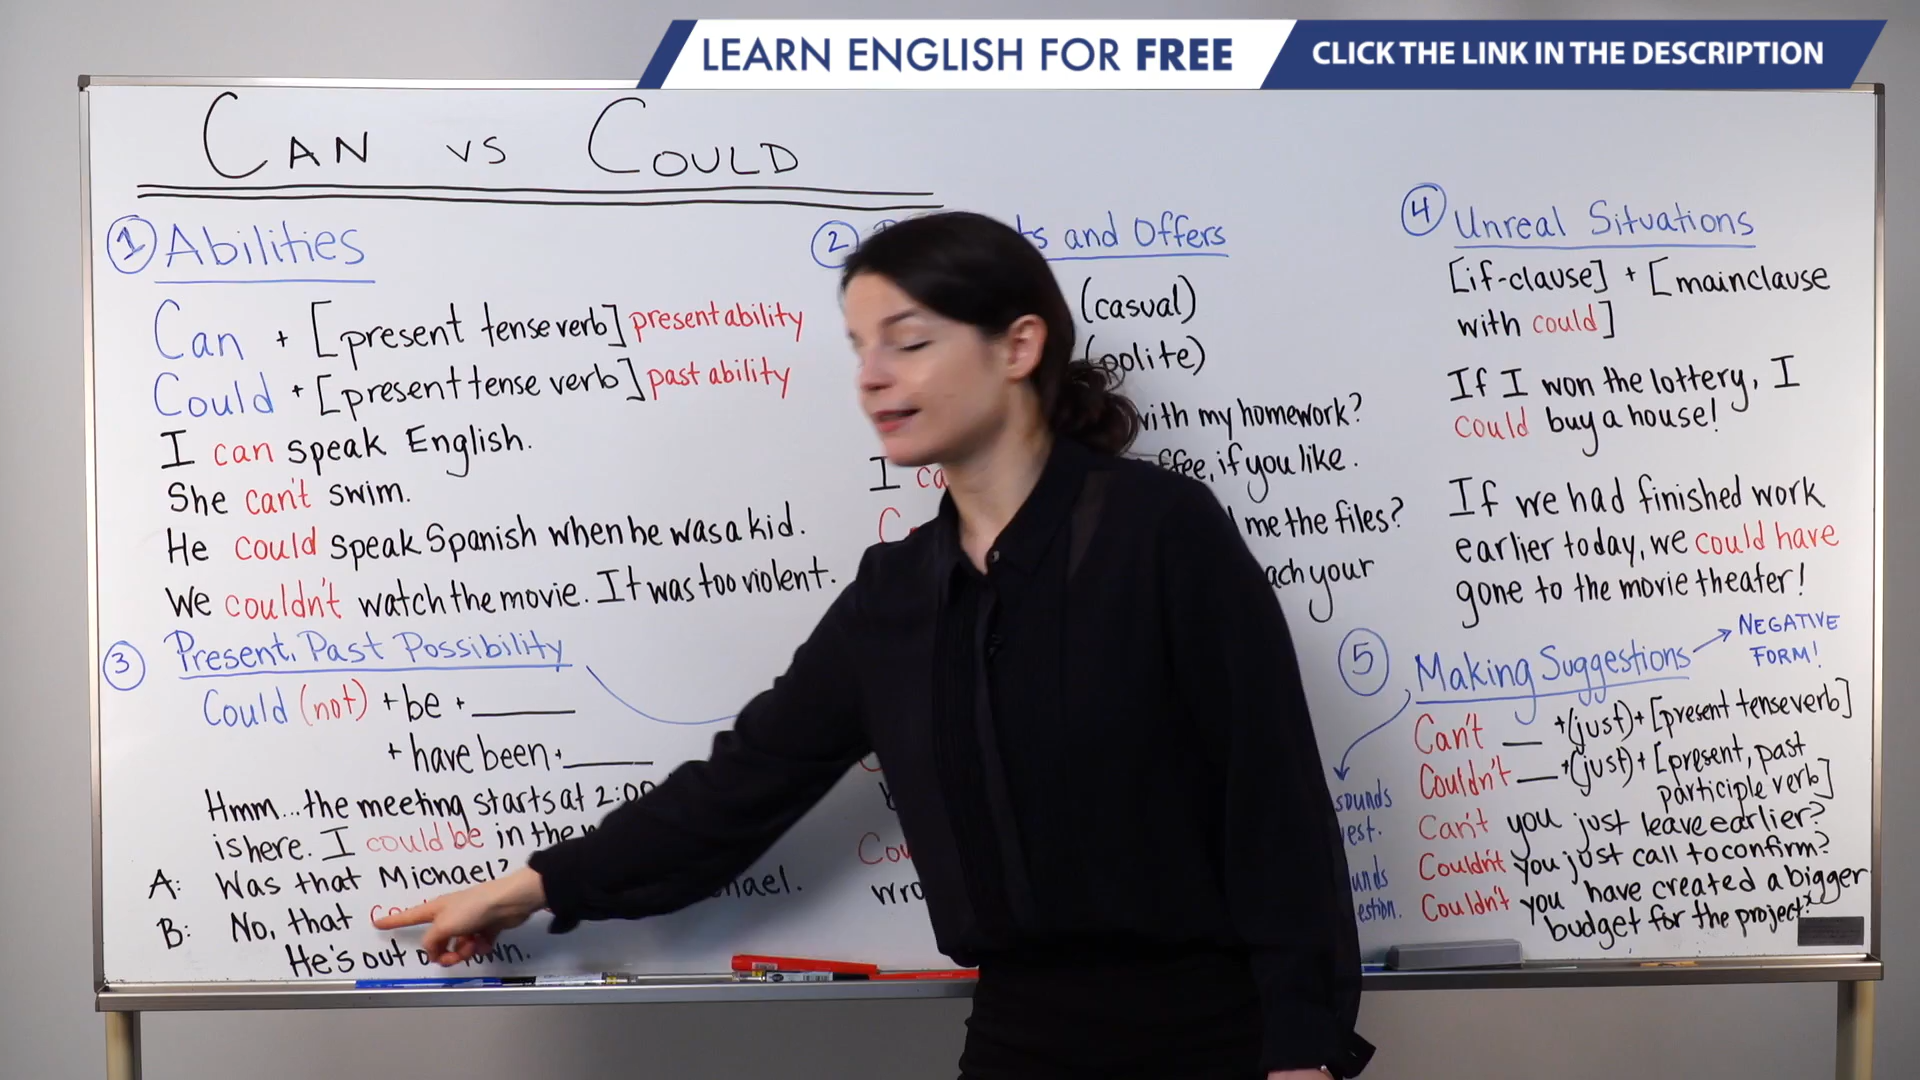 LEARN ENGLISH FOR FREE
CLICK THE LINK IN THE DESCRIPTION
CAN VS COULD
1 Abilities
Can + [present tense verb] present ability
Could + [present tense verb] past ability
I can speak English.
She can't swim.
He could speak Spanish when he was a kid.
We couldn't watch the movie. It was too violent.
2 and Offers
(casual)
(polite)
with my homework?
I if you like.
me the files?
your
3 Present, Past Possibility
Could (not) + be + ____
+ have been + ____
Hmm...the meeting starts at 2:00
is here. I could be in the
A: Was that Michael?
B: No, that
He's out
4 Unreal Situations
[if-clause] + [main clause
with could]
If I won the lottery, I
could buy a house!
If we had finished work
earlier today, we could have
gone to the movie theater!
5 Making Suggestions → NEGATIVE
FORM!
sounds
Can't __ + (just) + [present tense verb]
Couldn't __ + (just) + [present, past
participle verb]
Can't you just leave earlier?
Couldn't you just call to confirm?
Couldn't you have created a bigger
budget for the project?